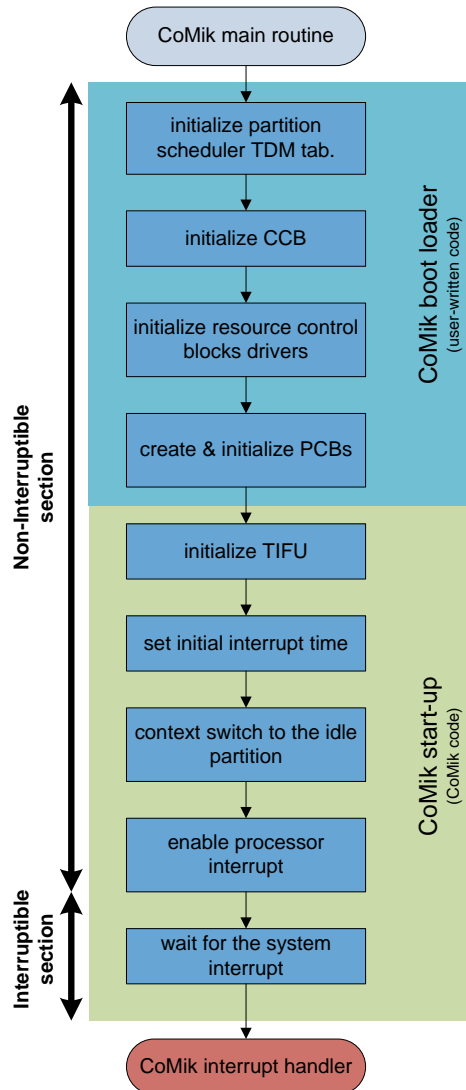 CoMik main routine
initialize partition
scheduler TDM tab.
initialize CCB
initialize resource control
blocks drivers
create & initialize PCBs
CoMik boot loader
(user-written code)
Non-Interruptible
section
initialize TIFU
set initial interrupt time
context switch to the idle
partition
enable processor
interrupt
CoMik start-up
(CoMik code)
Interruptible
section
wait for the system
interrupt
CoMik interrupt handler